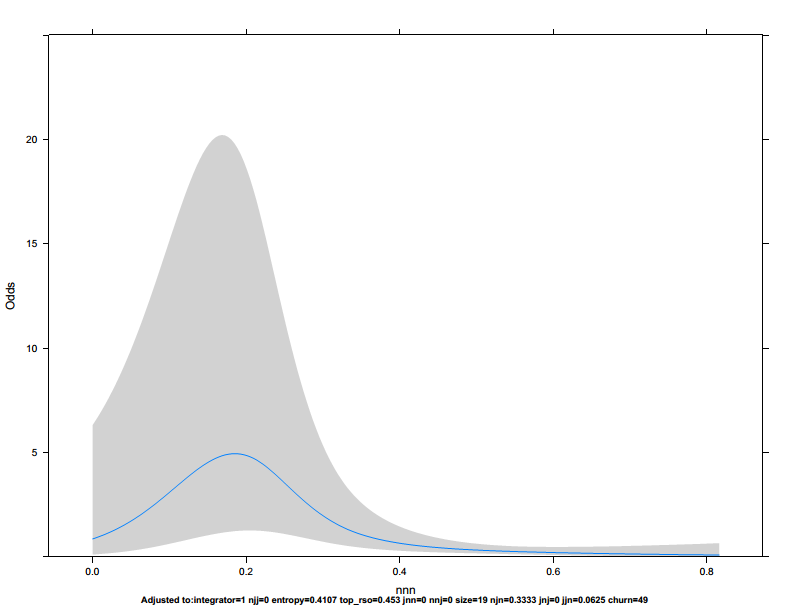 20
15
Odds
10
5
0.0 0.2 0.4 0.6 0.8
nnn
Adjusted to:integrator=1 njj=0 entropy=0.4107 top_rso=0.453 jnn=0 nnj=0 size=19 njn=0.3333 jnj=0 jjn=0.0625 churn=49